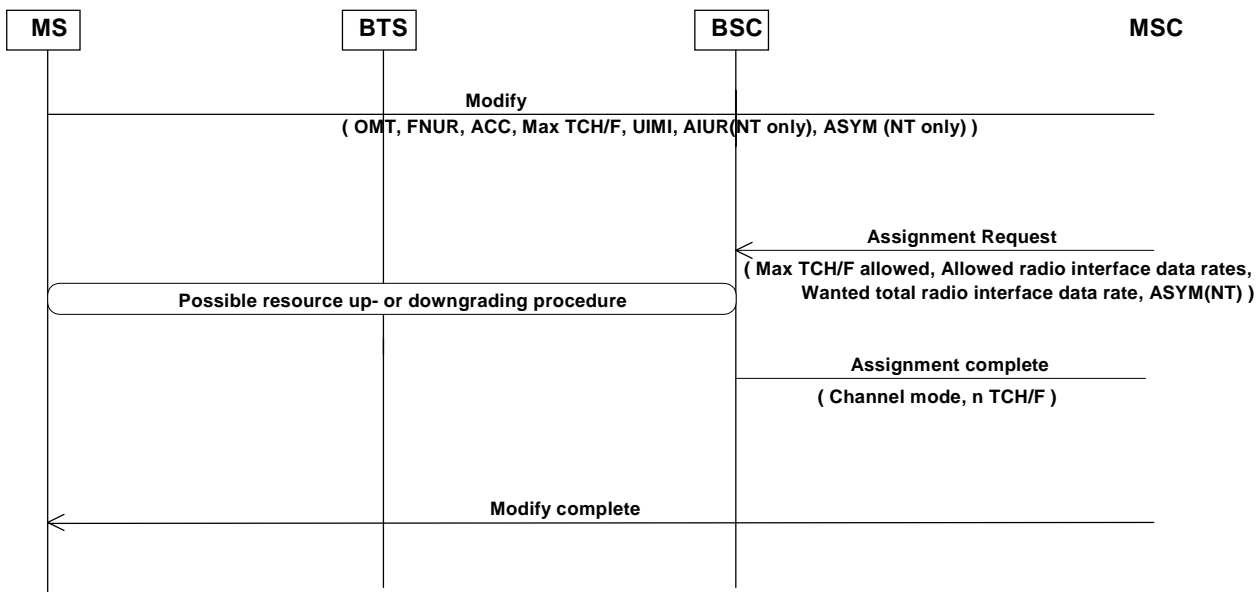 MS
BTS
BSC
MSC
Modify
( OMT, FNUR, ACC, Max TCH/F, UIMI, AIUR(NT only), ASYM (NT only) )
Assignment Request
( Max TCH/F allowed, Allowed radio interface data rates,
Wanted total radio interface data rate, ASYM(NT) )
Possible resource up- or downgrading procedure
Assignment complete
( Channel mode, n TCH/F )
Modify complete